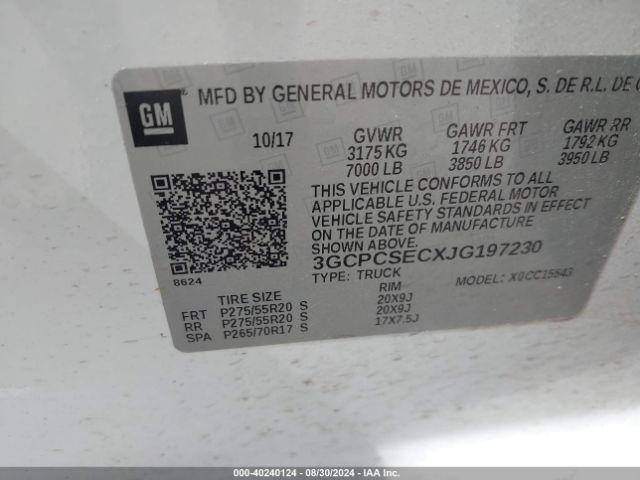 GM
MFD BY GENERAL MOTORS DE MEXICO, S. DE R.L. DE
10/17 GVWR GAWR FRT GAWR RR
3175 KG 1746 KG 1792 KG
7000 LB 3850 LB 3950 LB
THIS VEHICLE CONFORMS TO ALL
APPLICABLE U.S. FEDERAL MOTOR
VEHICLE SAFETY STANDARDS IN EFFECT
ON THE DATE OF MANUFACTURE
SHOWN ABOVE.
3GCPCSECXJG197230
8624
TYPE: TRUCK MODEL: X0CC15543
TIRE SIZE RIM
FRT P275/55R20 S 20X9J
RR P275/55R20 S 20X9J
SPA P265/70R17 S 17X7.5J
000-40240124 - 08/30/2024 - IAA Inc.